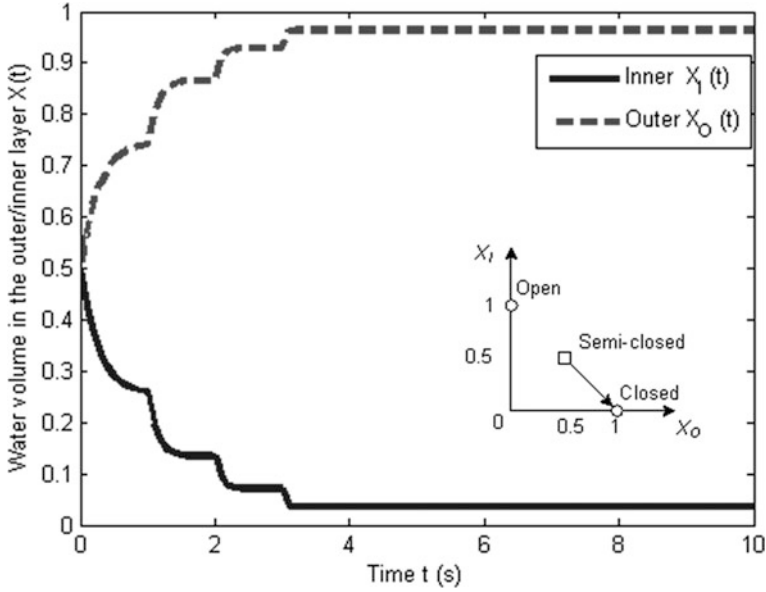 Water volume in the outer/inner layer X(t)
1
0.9
0.8
0.7
0.6
0.5
0.4
0.3
0.2
0.1
0
0
2
4
6
8
10
Time t (s)
Inner X_I (t)
Outer X_O (t)
X_I
Open
1
Semi-closed
0.5
Closed
0
0.5
1
X_O